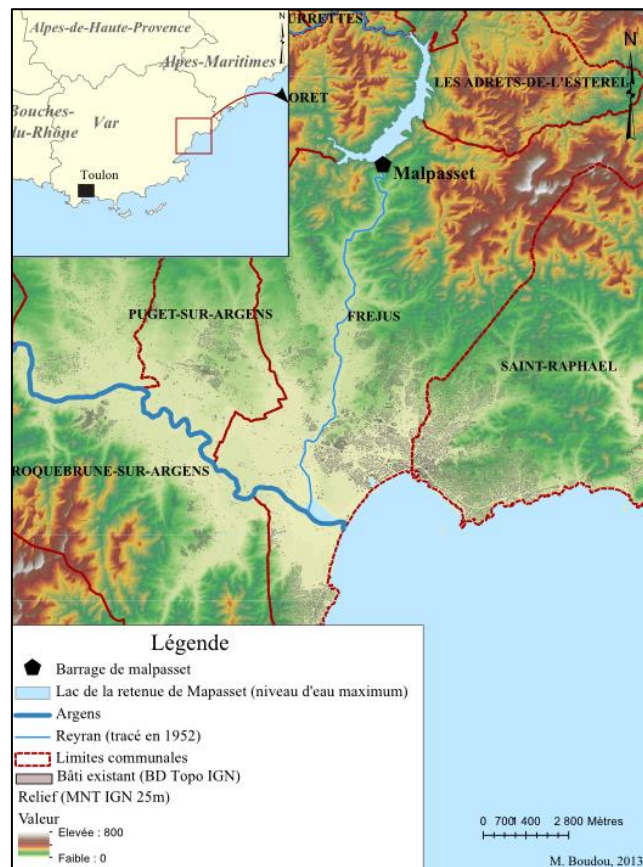 Alpes-de-Haute-Provence
Alpes-Maritimes
Bouches-
du-Rhône
Var
Toulon
N
URRETTES
ORET
LES ADRETS-DE-L'ESTEREL
N
Malpasset
PUGET-SUR-ARGENS
FREJUS
SAINT-RAPHAEL
ROQUEBRUNE-SUR-ARGENS
Légende
Barrage de malpasset
Lac de la retenue de Mapasset (niveau d'eau maximum)
Argens
Reyran (tracé en 1952)
Limites communales
Bâti existant (BD Topo IGN)
Relief (MNT IGN 25m)
Valeur
Elevée : 800
Faible : 0
0 700 1 400 2 800 Mètres
M. Boudou, 2013